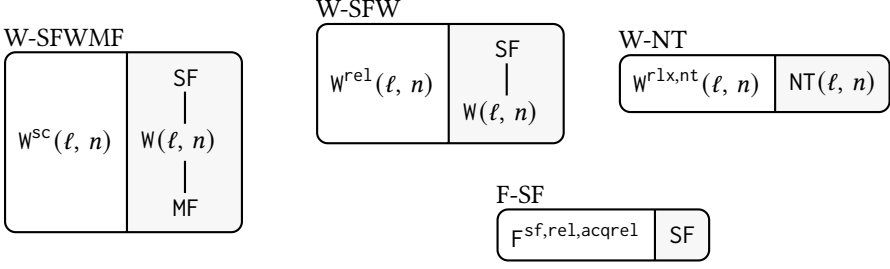 W-SFWMF
W^sc(ℓ, n)
SF
W(ℓ, n)
MF
W-SFW
W^rel(ℓ, n)
SF
W(ℓ, n)
W-NT
W^rlx,nt(ℓ, n) NT(ℓ, n)
F-SF
F^sf,rel,acqrel SF